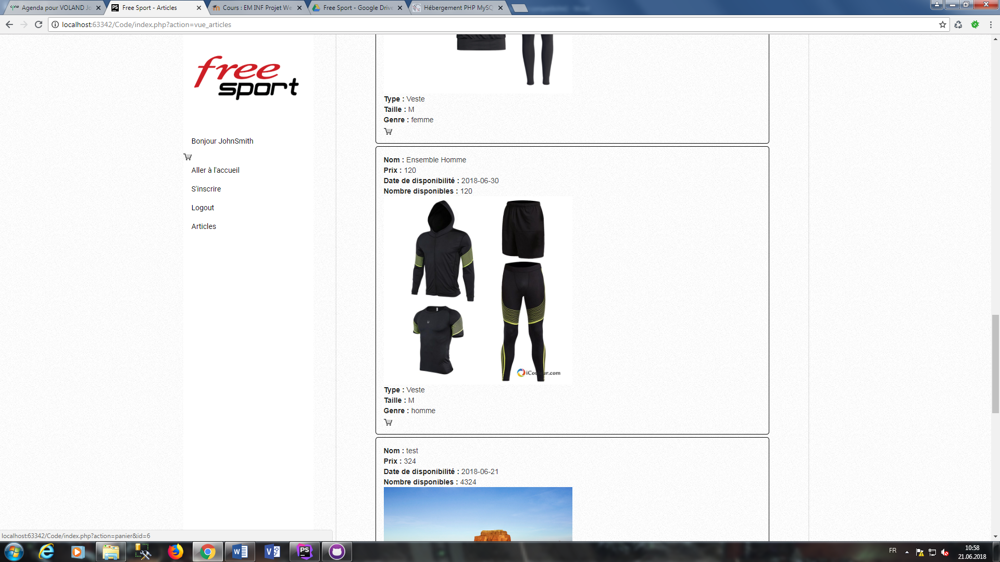 Agenda pour VOLAND Jo
Free Sport - Articles
Cours : EM INF Projet We
Free Sport - Google Drive
Hébergement PHP MySQ
localhost:63342/Code/index.php?action=vue_articles
free
sport
Bonjour JohnSmith
Aller à l'accueil
S'inscrire
Logout
Articles
Type : Veste
Taille : M
Genre : femme
Nom : Ensemble Homme
Prix : 120
Date de disponibilité : 2018-06-30
Nombre disponibles : 120
Type : Veste
Taille : M
Genre : homme
Nom : test
Prix : 324
Date de disponibilité : 2018-06-21
Nombre disponibles : 4324
localhost:63342/Code/index.php?action=panier&id=6
PS
FR
10:58
21.06.2018